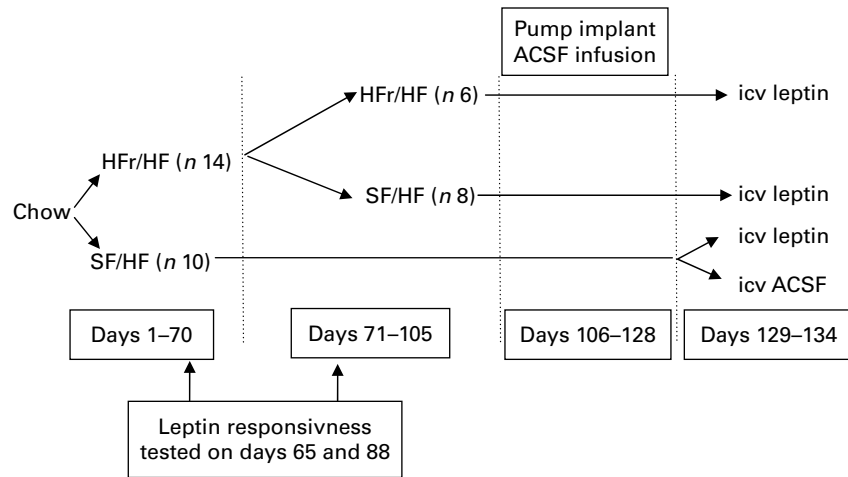 Pump implant
ACSF infusion
HFr/HF (n 6)
icv leptin
HFr/HF (n 14)
SF/HF (n 8)
icv leptin
Chow
icv leptin
SF/HF (n 10)
icv ACSF
Days 1–70
Days 71–105
Days 106–128
Days 129–134
Leptin responsivness
tested on days 65 and 88